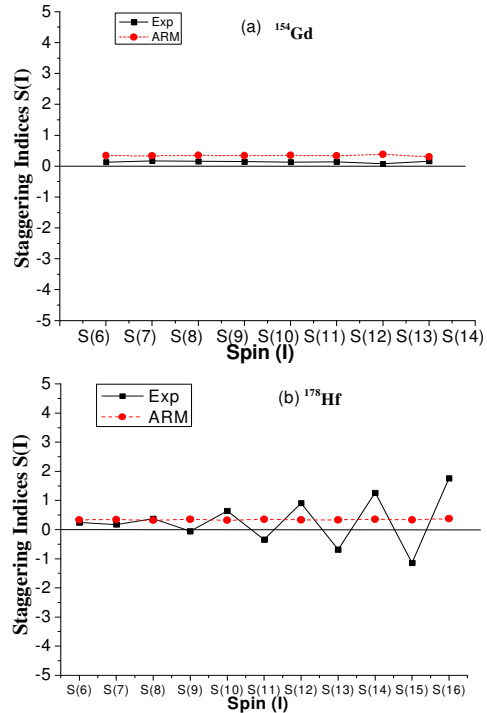 (a) ¹⁵⁴Gd
Exp
ARM
Staggering Indices S(I)
5
4
3
2
1
0
-1
-2
-3
-4
-5
S(6) S(7) S(8) S(9) S(10) S(11) S(12) S(13) S(14)
Spin (I)
(b) ¹⁷⁸Hf
Exp
ARM
Staggering Indices S(I)
5
4
3
2
1
0
-1
-2
-3
-4
-5
S(6) S(7) S(8) S(9) S(10) S(11) S(12) S(13) S(14) S(15) S(16)
Spin (I)